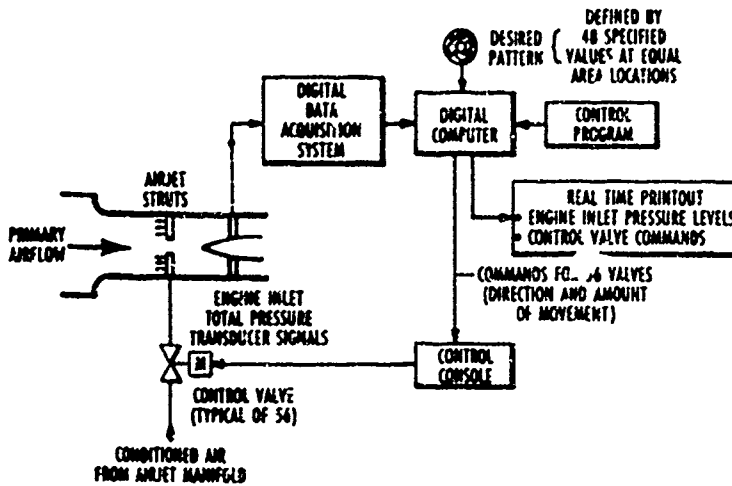 DEFINED BY
48 SPECIFIED
VALUES AT EQUAL
AREA LOCATIONS
DESIRED
PATTERN
DIGITAL
DATA
ACQUISITION
SYSTEM
DIGITAL
COMPUTER
CONTROL
PROGRAM
AIRJET
STRUTS
REAL TIME PRINTOUT
• ENGINE INLET PRESSURE LEVELS
• CONTROL VALVE COMMANDS
PRIMARY
AIRFLOW
COMMANDS VALVES
(DIRECTION AND AMOUNT
OF MOVEMENT)
ENGINE INLET
TOTAL PRESSURE
TRANSDUCER SIGNALS
CONTROL
CONSOLE
M
CONTROL VALVE
(TYPICAL OF 56)
CONDITIONED AIR
FROM AIRJET MANIFOLD